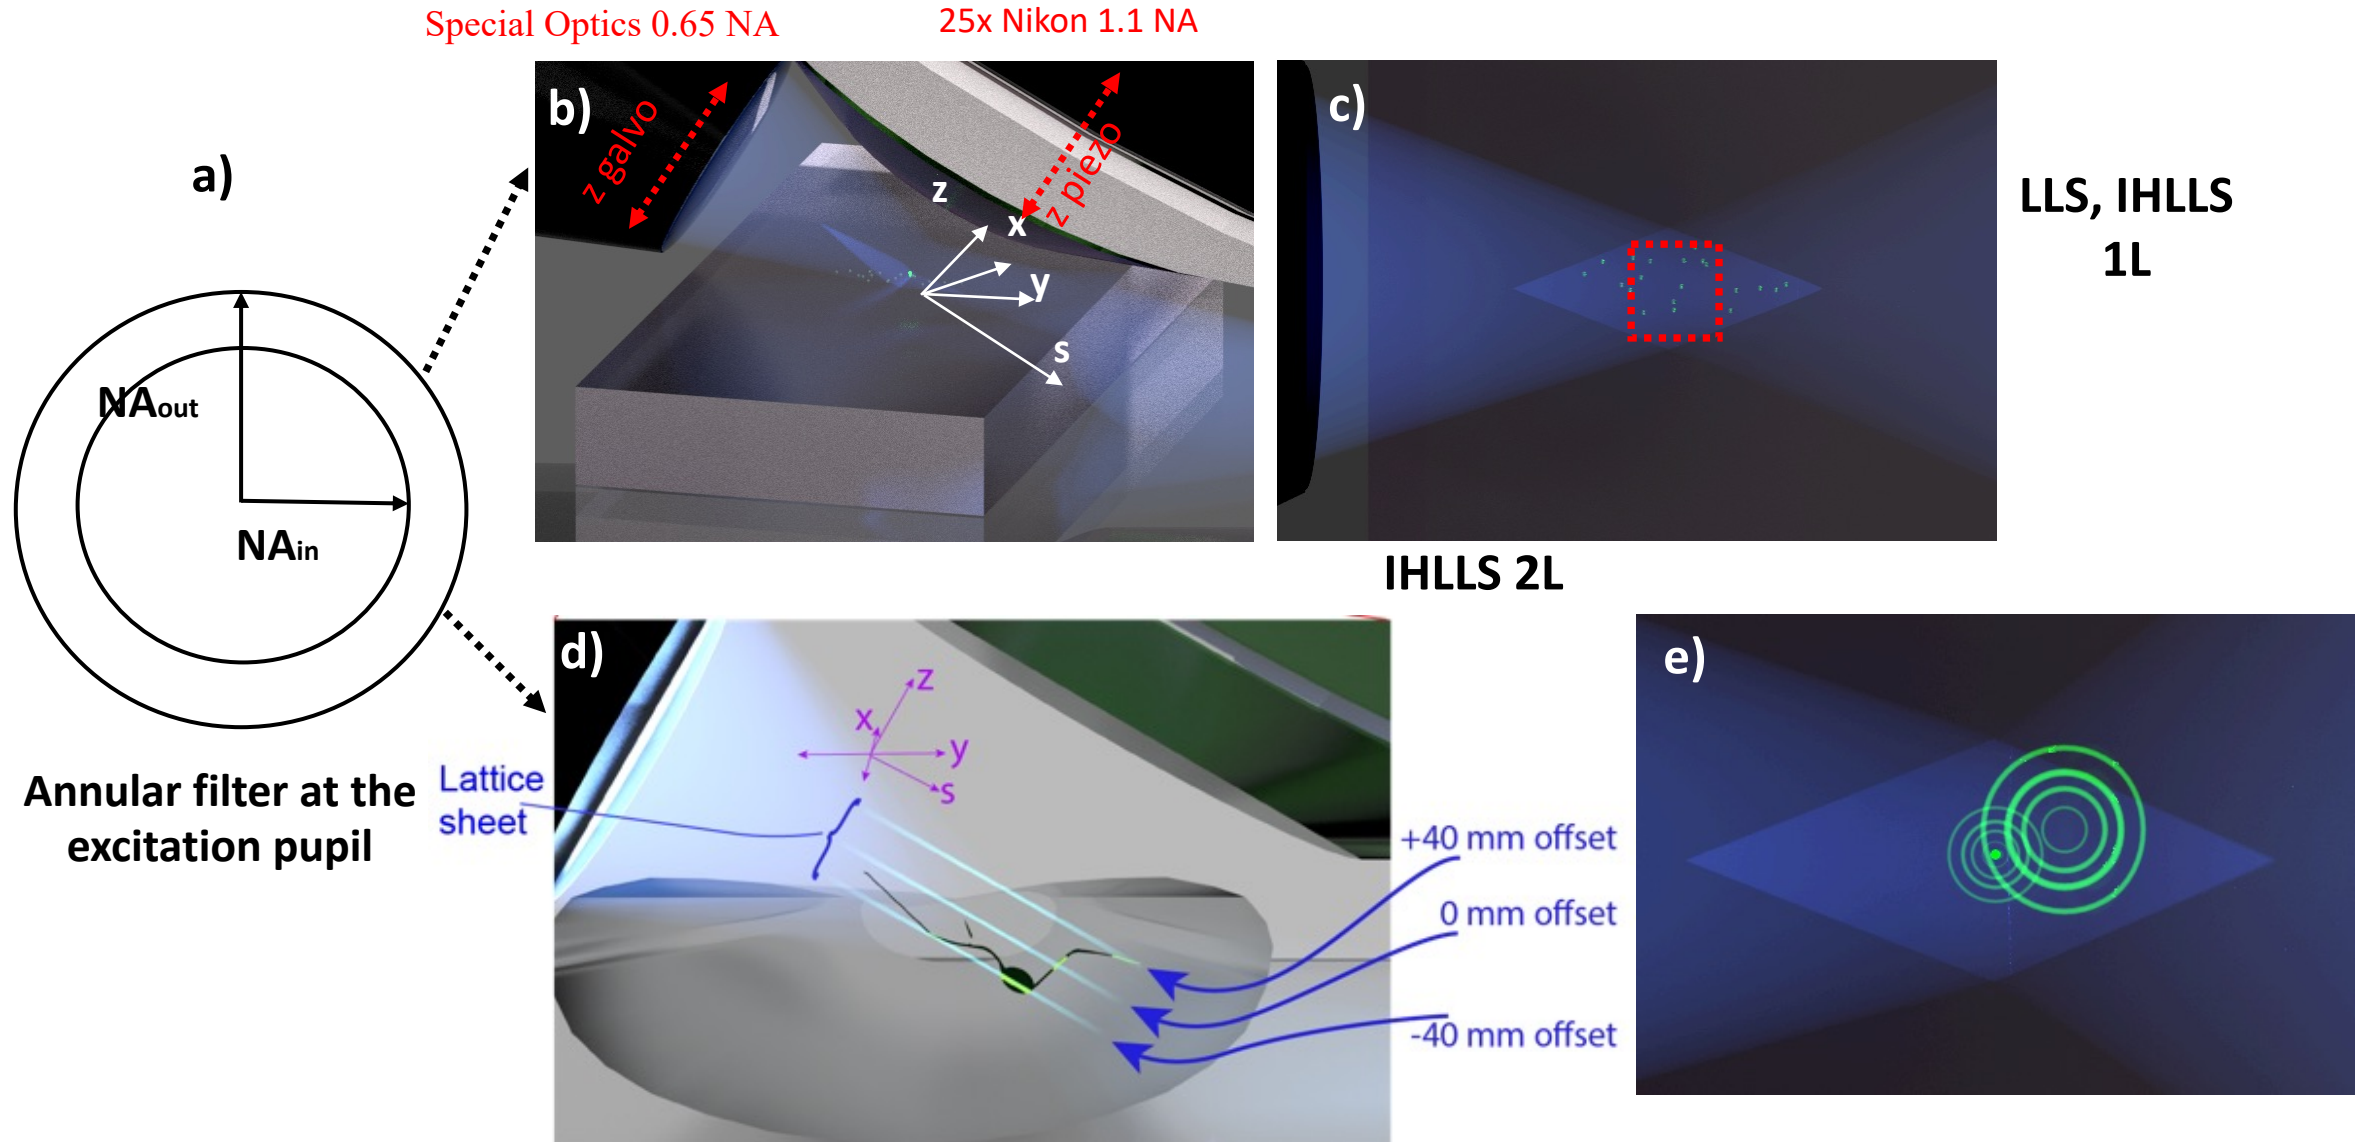 Special Optics 0.65 NA
25x Nikon 1.1 NA
a)
NAout
NAin
Annular filter at the
excitation pupil
b)
z galvo
z piezo
z
x
y
s
c)
LLS, IHLLS
1L
IHLLS 2L
d)
z
x
y
s
Lattice
sheet
+40 mm offset
0 mm offset
-40 mm offset
e)